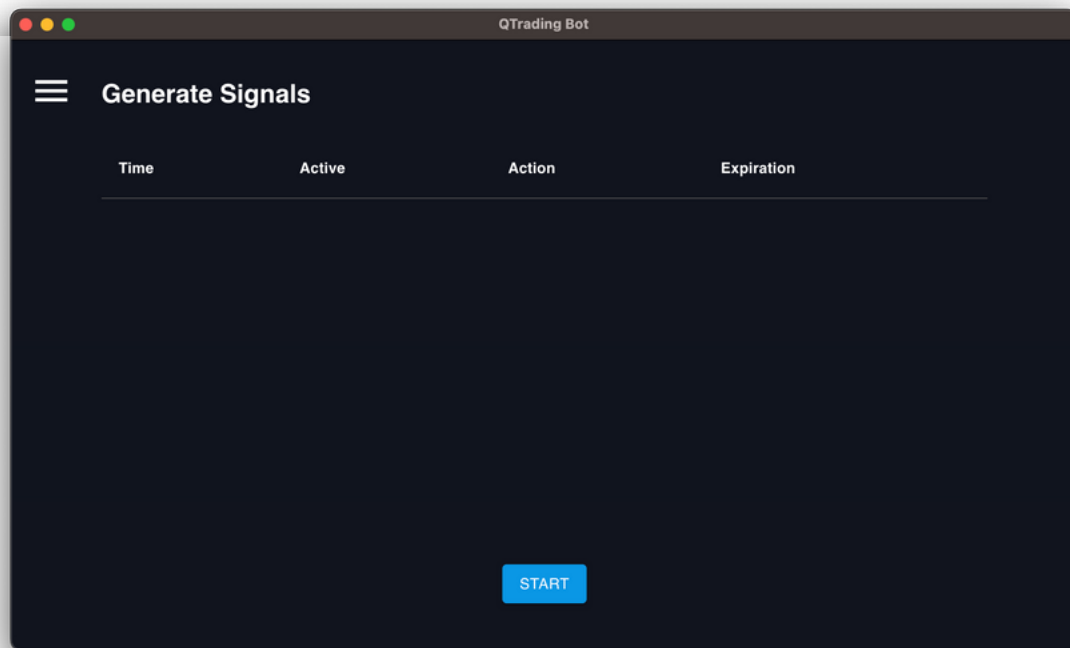 QTrading Bot
Generate Signals
Time Active Action Expiration
START